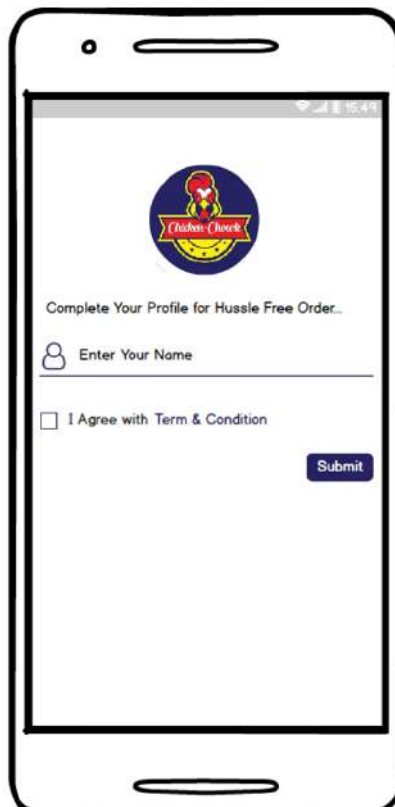 15:49
Chicken Chowk
Complete Your Profile for Hussle Free Order...
Enter Your Name
I Agree with Term & Condition
Submit